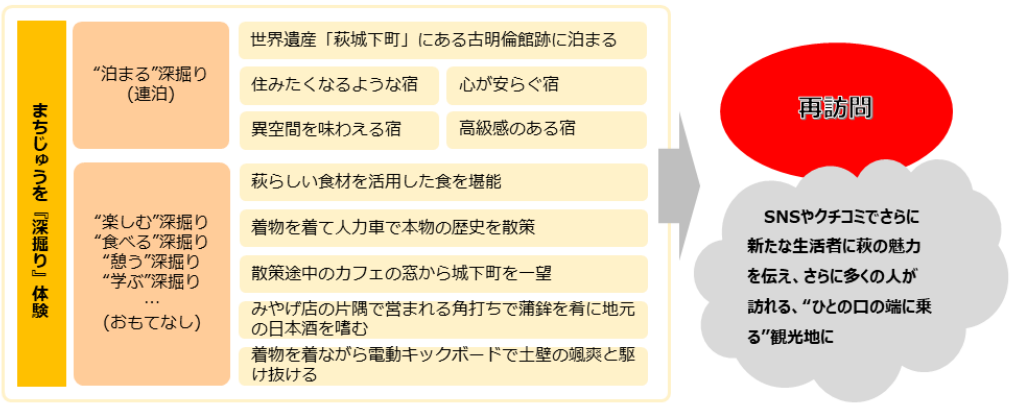 まちじゅうを『深掘り』体験
“泊まる”深掘り
(連泊)
世界遺産「萩城下町」にある古明倫館跡に泊まる
住みたくなるような宿
心が安らぐ宿
異空間を味わえる宿
高級感のある宿
“楽しむ”深掘り
“食べる”深掘り
“憩う”深掘り
“学ぶ”深掘り
…
(おもてなし)
萩らしい食材を活用した食を堪能
着物を着て人力車で本物の歴史を散策
散策途中のカフェの窓から城下町を一望
みやげ店の片隅で営まれる角打ちで蒲鉾を肴に地元
の日本酒を嗜む
着物を着ながら電動キックボードで土壁の颯爽と駆
け抜ける
再訪問
SNSやクチコミでさらに
新たな生活者に萩の魅力
を伝え、さらに多くの人が
訪れる、“ひとの口の端に乗
る”観光地に